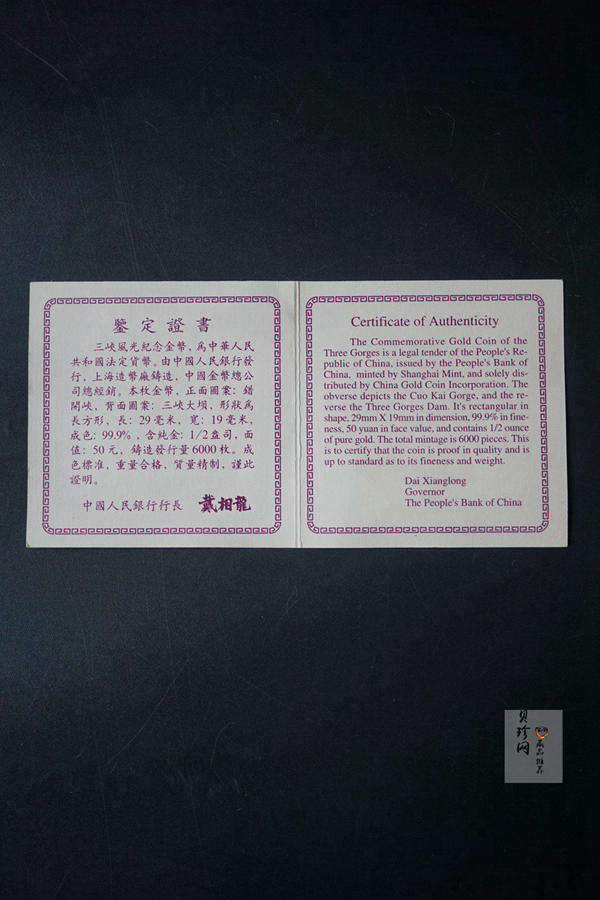 鑒定證書
三峽風光紀念金幣，爲中華人民
共和國法定貨幣。由中國人民銀行發
行，上海造幣廠鑄造，中國金幣總公
司總經銷。本枚金幣，正面圖案：錯
開峽，背面圖案：三峽大坝，形狀爲
長方形，長：29毫米，寬：19毫米，
成色：99.9%，含純金：1/2盎司，面
值：50元，鑄造發行量6000枚。成
色標准，重量合格，質量精制，謹此
證明。
中國人民銀行行長 戴相龍
Certificate of Authenticity
The Commemorative Gold Coin of the
Three Gorges is a legal tender of the People's Re-
public of China, issued by the People's Bank of
China, minted by Shanghai Mint, and solely dis-
tributed by China Gold Coin Incorporation. The
obverse depicts the Cuo Kai Gorge, and the re-
verse the Three Gorges Dam. It's rectangular in
shape, 29mm X 19mm in dimension, 99.9% in fine-
ness, 50 yuan in face value, and contains 1/2 ounce
of pure gold. The total mintage is 6000 pieces. This
is to certify that the coin is proof in quality and is
up to standard as to its fineness and weight.
Dai Xianglong
Governor
The People's Bank of China
贝珍网
藏品推荐